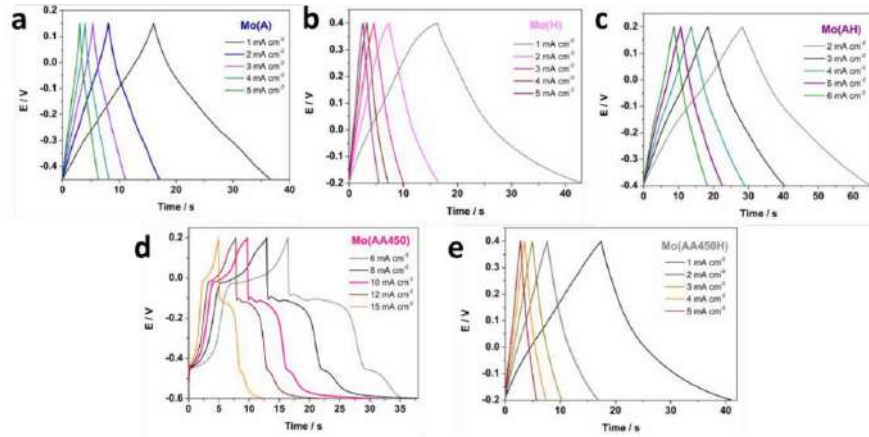 a
Mo(A)
1 mA cm⁻²
2 mA cm⁻²
3 mA cm⁻²
4 mA cm⁻²
5 mA cm⁻²
E / V
0.2
0.1
0.0
-0.1
-0.2
-0.3
-0.4
0 10 20 30 40
Time / s
b
Mo(H)
1 mA cm⁻²
2 mA cm⁻²
3 mA cm⁻²
4 mA cm⁻²
5 mA cm⁻²
E / V
0.4
0.2
0.0
-0.2
0 10 20 30 40
Time / s
c
Mo(AH)
2 mA cm⁻²
3 mA cm⁻²
4 mA cm⁻²
5 mA cm⁻²
6 mA cm⁻²
E / V
0.2
0.0
-0.2
-0.4
0 10 20 30 40 50 60
Time / s
d
Mo(AA450)
6 mA cm⁻²
8 mA cm⁻²
10 mA cm⁻²
12 mA cm⁻²
15 mA cm⁻²
E / V
0.2
0.0
-0.2
-0.4
-0.6
0 5 10 15 20 25 30 35
Time / s
e
Mo(AA450H)
1 mA cm⁻²
2 mA cm⁻²
3 mA cm⁻²
4 mA cm⁻²
5 mA cm⁻²
E / V
0.4
0.3
0.2
0.1
0.0
-0.1
-0.2
0 10 20 30 40
Time / s